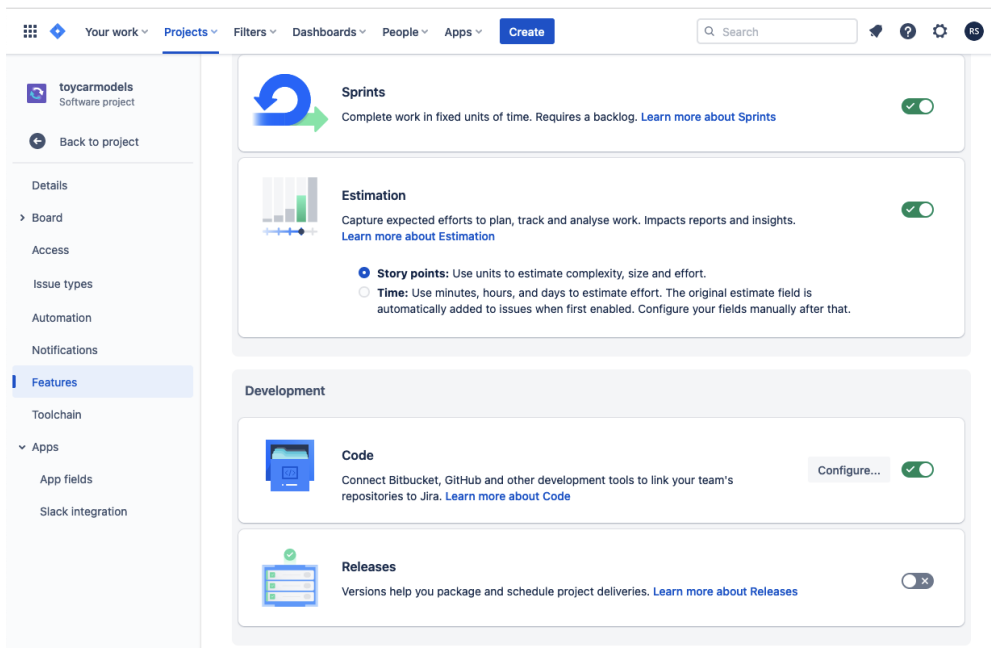 Your work Projects Filters Dashboards People Apps Create Search RS
toycarmodels
Software project
Back to project
Details
Board
Access
Issue types
Automation
Notifications
Features
Toolchain
Apps
App fields
Slack integration
Sprints
Complete work in fixed units of time. Requires a backlog. Learn more about Sprints
Estimation
Capture expected efforts to plan, track and analyse work. Impacts reports and insights.
Learn more about Estimation
Story points: Use units to estimate complexity, size and effort.
Time: Use minutes, hours, and days to estimate effort. The original estimate field is
automatically added to issues when first enabled. Configure your fields manually after that.
Development
Code
Connect Bitbucket, GitHub and other development tools to link your team's
repositories to Jira. Learn more about Code
Configure...
Releases
Versions help you package and schedule project deliveries. Learn more about Releases